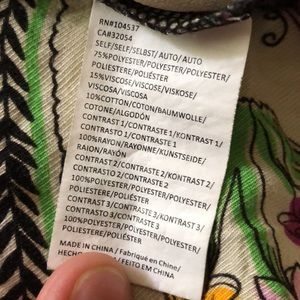 RN#104537
CA#32054
SELF/SELF/SELBST/ AUTO/AUTO
75%POLYESTER/POLYESTER/POLYESTER/
POLIESTERE/POLIÉSTER
15%VISCOSE/VISCOSE/VISKOSE/
VISCOSA/VISCOSA
10%COTTON/COTON/BAUMWOLLE/
COTONE/ALGODÓN
CONTRAST 1/CONTRASTE 1/KONTRAST 1/
CONTRASTO 1/CONTRASTE 1
100%RAYON/RAYONNE/KUNSTSEIDE/
RAION/RAYÓN
CONTRAST 2/CONTRASTE 2/KONTRAST 2/
CONTRASTO 2/CONTRASTE 2
100%POLYESTER/POLYESTER/POLYESTER/
POLIESTERE/POLIÉSTER
CONTRAST 3/CONTRASTE 3/KONTRAST 3/
CONTRASTO 3/CONTRASTE 3
100%POLYESTER/POLYESTER/POLYESTER/
POLIESTERE/POLIÉSTER
MADE IN CHINA / Fabriqué en Chine/
HECHO /FEITO EM CHINA